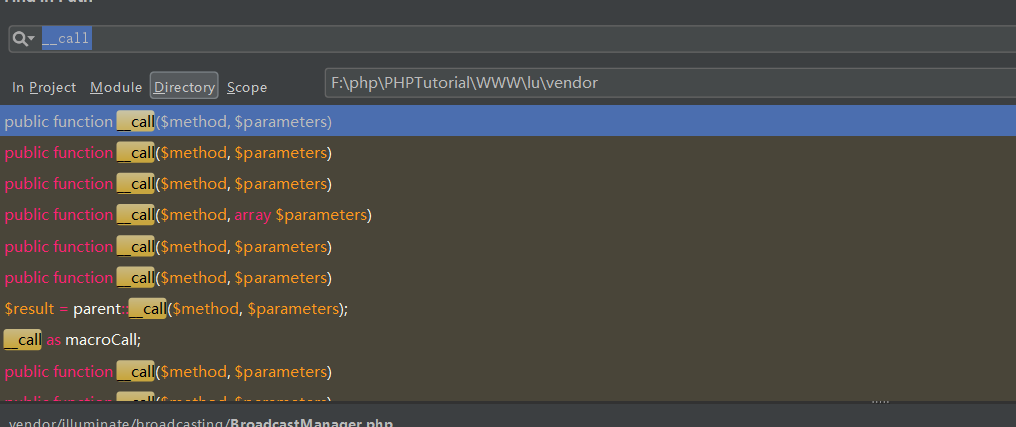 Find in Path
__call
In Project Module Directory Scope F:\php\PHPTutorial\WWW\lu\vendor
public function __call($method, $parameters)
public function __call($method, $parameters)
public function __call($method, $parameters)
public function __call($method, array $parameters)
public function __call($method, $parameters)
public function __call($method, $parameters)
$result = parent::__call($method, $parameters);
__call as macroCall;
public function __call($method, $parameters)
public function __call($method, $parameters)
vendor/illuminate/broadcasting/BroadcastManager.php